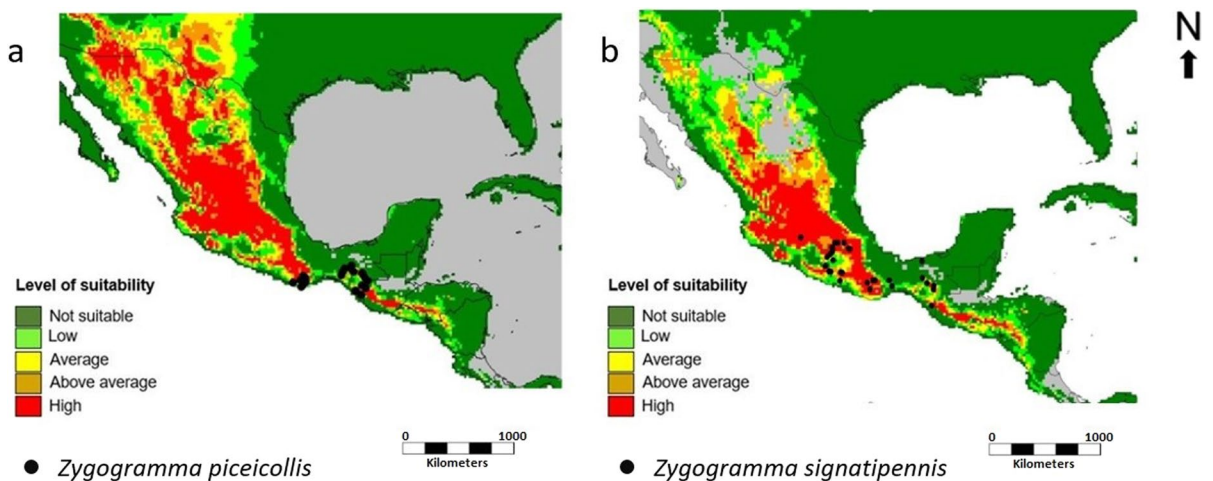 a
Level of suitability
Not suitable
Low
Average
Above average
High
0 1000
Kilometers
Zygogramma piceicollis
b
N
Level of suitability
Not suitable
Low
Average
Above average
High
0 1000
Kilometers
Zygogramma signatipennis